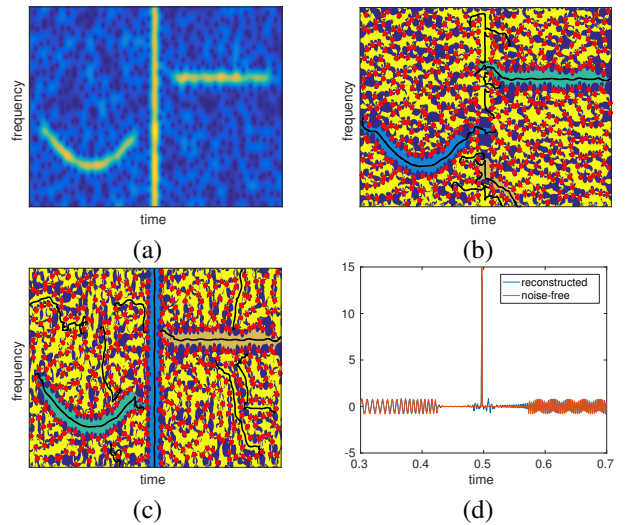 frequency
time
(a)
frequency
time
(b)
frequency
time
(c)
15
10
5
0
-5
0.3
0.4
0.5
0.6
0.7
reconstructed
noise-free
time
(d)